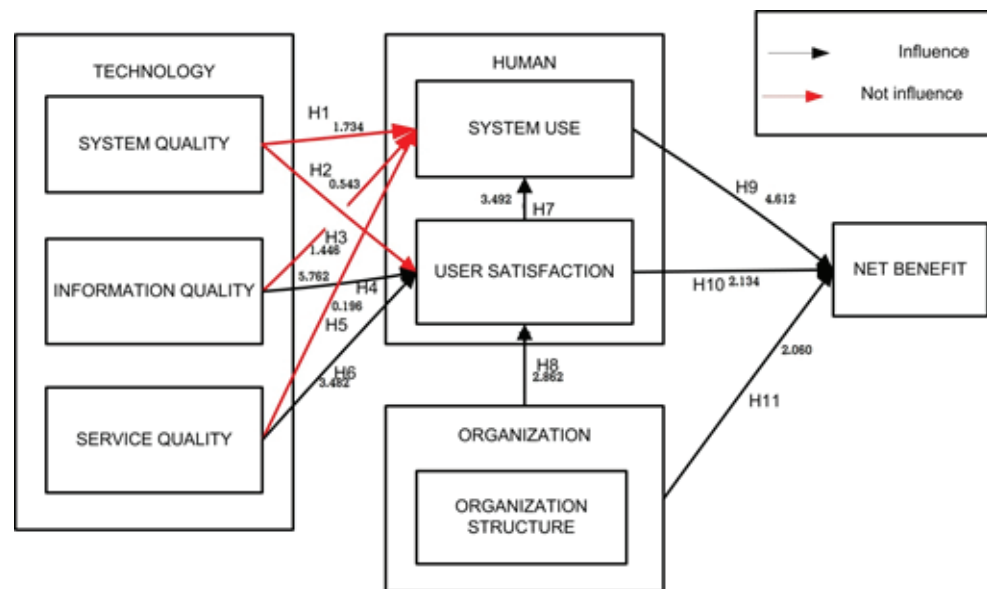 TECHNOLOGY
SYSTEM QUALITY
INFORMATION QUALITY
SERVICE QUALITY
H1
1.734
H2
0.543
H3
1.446
5.762
H4
0.196
H5
H6
3.482
HUMAN
SYSTEM USE
3.492
H7
USER SATISFACTION
H8
2.862
ORGANIZATION
ORGANIZATION
STRUCTURE
H9
4.612
H10 2.134
2.060
H11
NET BENEFIT
Influence
Not influence